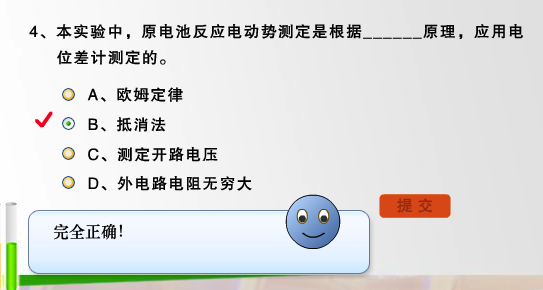 4、本实验中，原电池反应电动势测定是根据______原理，应用电
位差计测定的。
A、欧姆定律
B、抵消法
C、测定开路电压
D、外电路电阻无穷大
提交
完全正确!